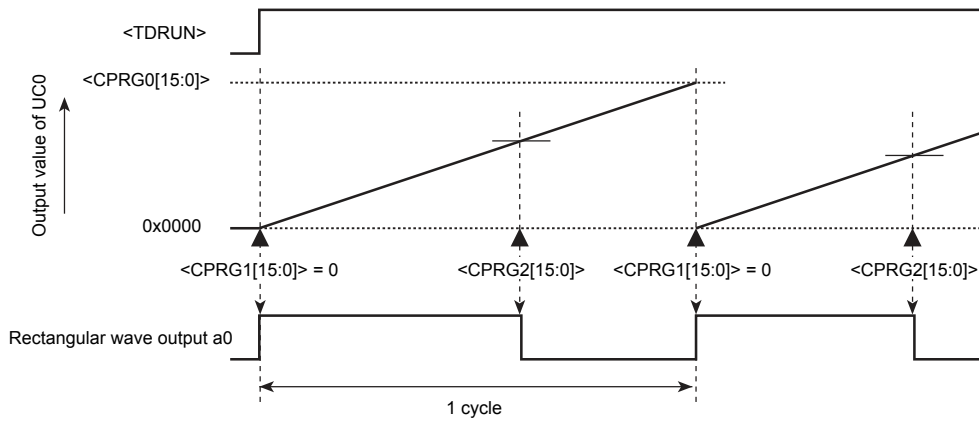 <TDRUN>
<CPRG0[15:0]>
Output value of UC0
0x0000
<CPRG1[15:0]> = 0
<CPRG2[15:0]>
<CPRG1[15:0]> = 0
<CPRG2[15:0]>
Rectangular wave output a0
1 cycle